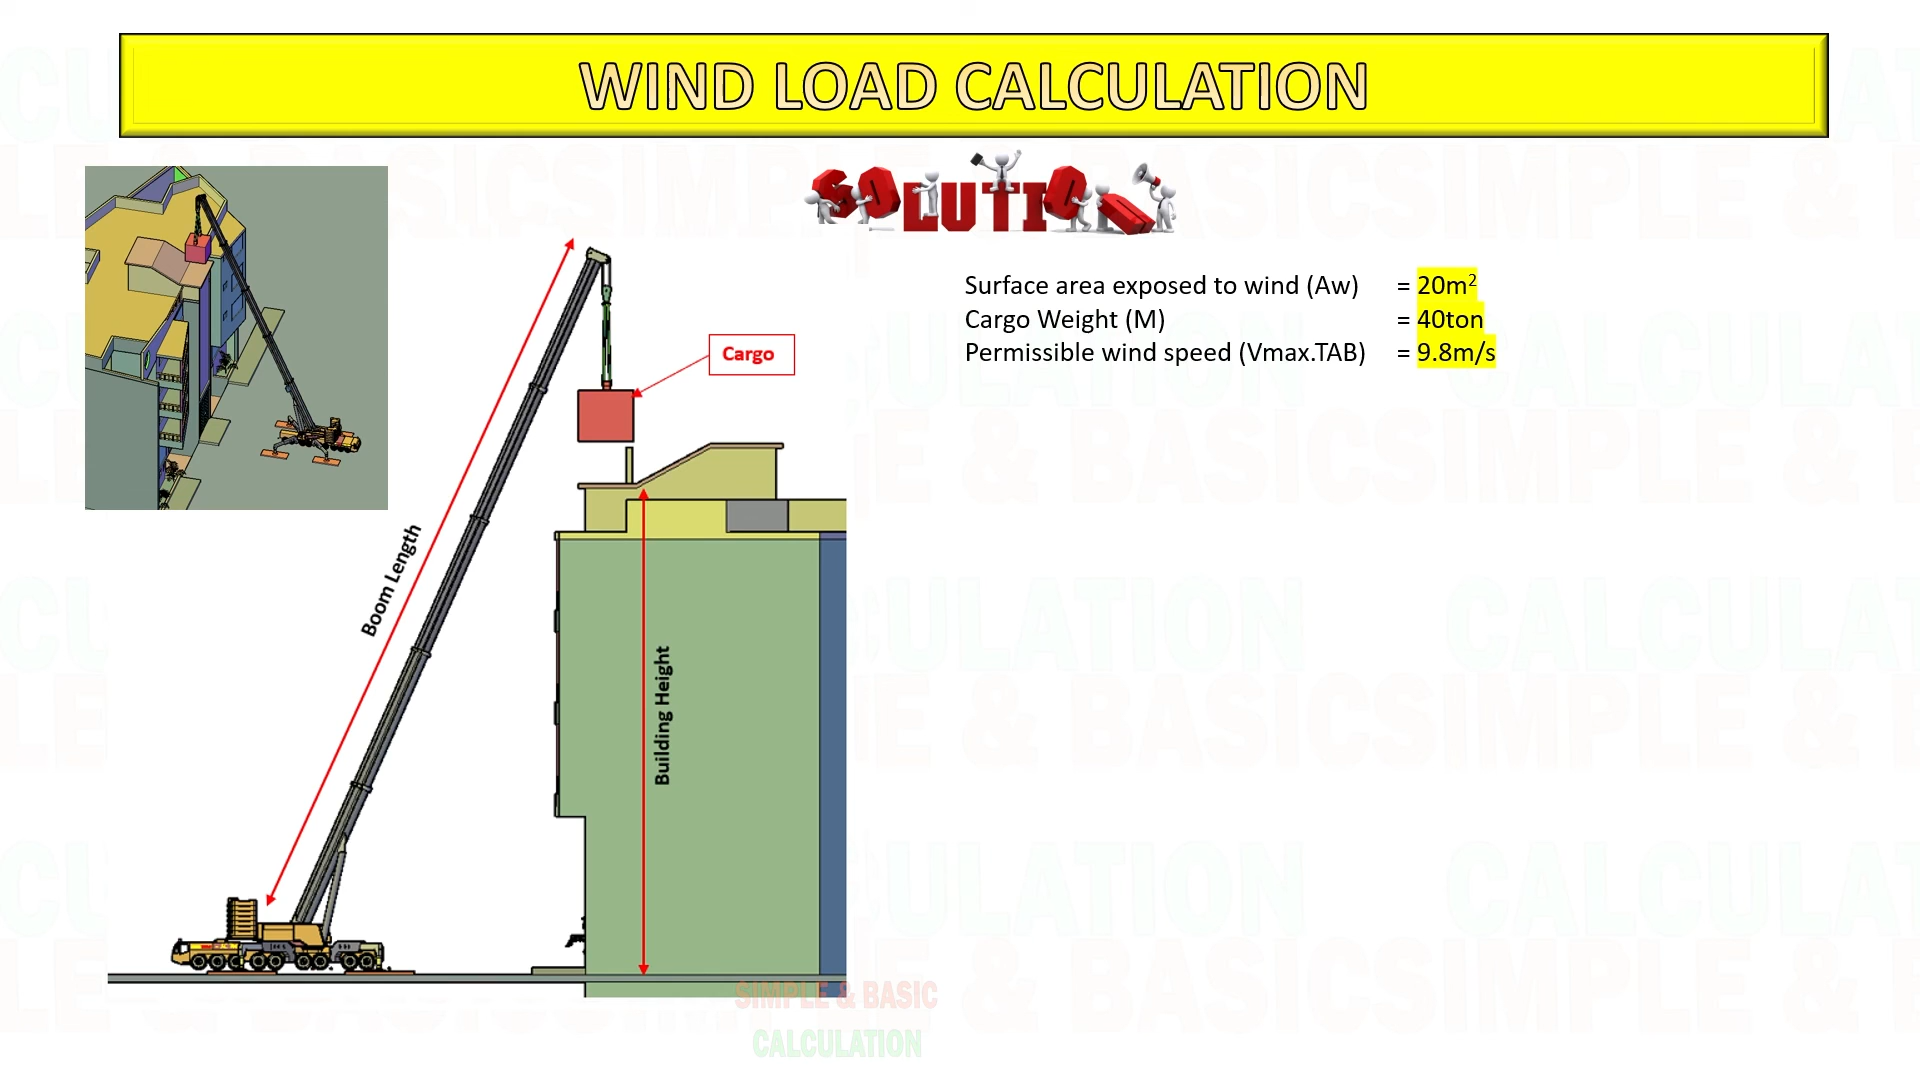 WIND LOAD CALCULATION
SOLUTION
Surface area exposed to wind (Aw) = 20m²
Cargo Weight (M) = 40ton
Permissible wind speed (Vmax.TAB) = 9.8m/s
Cargo
Boom Length
Building Height
SIMPLE & BASIC
CALCULATION